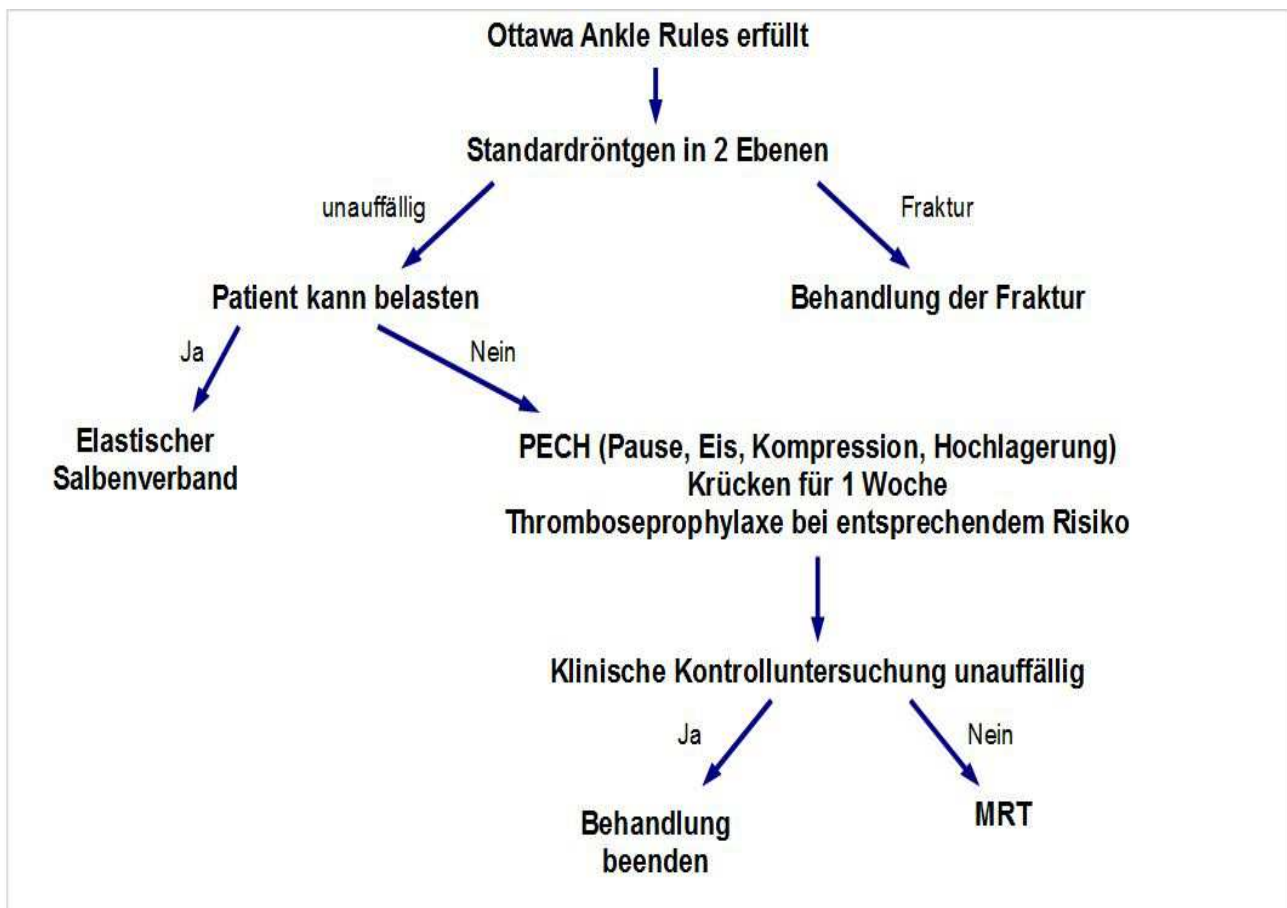 Ottawa Ankle Rules erfüllt
Standardröntgen in 2 Ebenen
unauffällig
Fraktur
Patient kann belasten
Behandlung der Fraktur
Ja
Nein
Elastischer
Salbenverband
PECH (Pause, Eis, Kompression, Hochlagerung)
Krücken für 1 Woche
Thromboseprophylaxe bei entsprechendem Risiko
Klinische Kontrolluntersuchung unauffällig
Ja
Nein
Behandlung
beenden
MRT